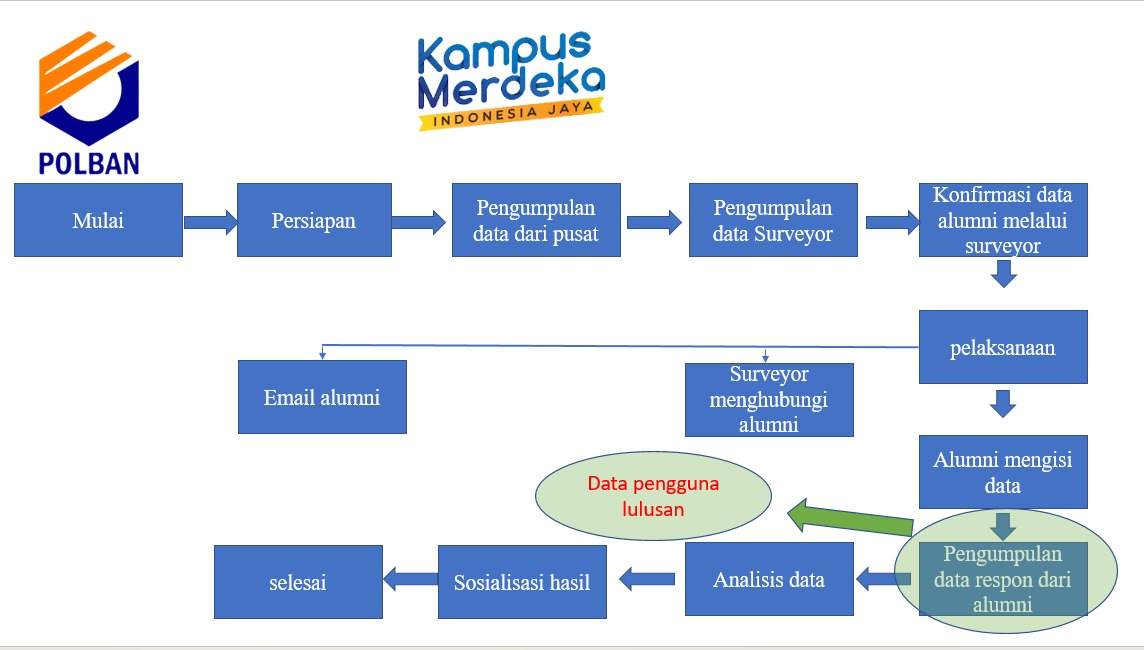 Kampus
Merdeka
INDONESIA JAYA
POLBAN
Mulai
Persiapan
Pengumpulan
data dari pusat
Pengumpulan
data Surveyor
Konfirmasi data
alumni melalui
surveyor
pelaksanaan
Email alumni
Surveyor
menghubungi
alumni
Alumni mengisi
data
Data pengguna
lulusan
Pengumpulan
data respon dari
alumni
Analisis data
Sosialisasi hasil
selesai